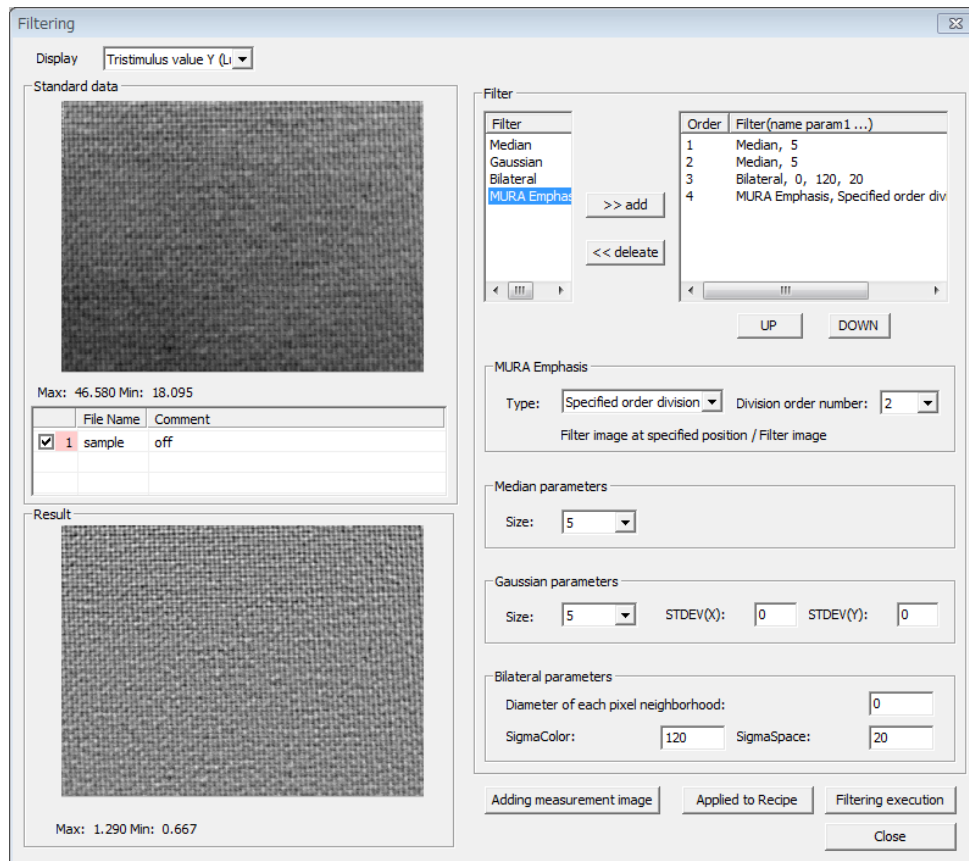 Filtering
Display Tristimulus value Y (Lu
Standard data
Max: 46.580 Min: 18.095
File Name Comment
1 sample off
Result
Max: 1.290 Min: 0.667
Filter
Filter
Median
Gaussian
Bilateral
MURA Emphas
>> add
<< deleate
Order Filter(name param1 ...)
1 Median, 5
2 Median, 5
3 Bilateral, 0, 120, 20
4 MURA Emphasis, Specified order divi
UP DOWN
MURA Emphasis
Type: Specified order division Division order number: 2
Filter image at specified position / Filter image
Median parameters
Size: 5
Gaussian parameters
Size: 5 STDEV(X): 0 STDEV(Y): 0
Bilateral parameters
Diameter of each pixel neighborhood: 0
SigmaColor: 120 SigmaSpace: 20
Adding measurement image Applied to Recipe Filtering execution
Close